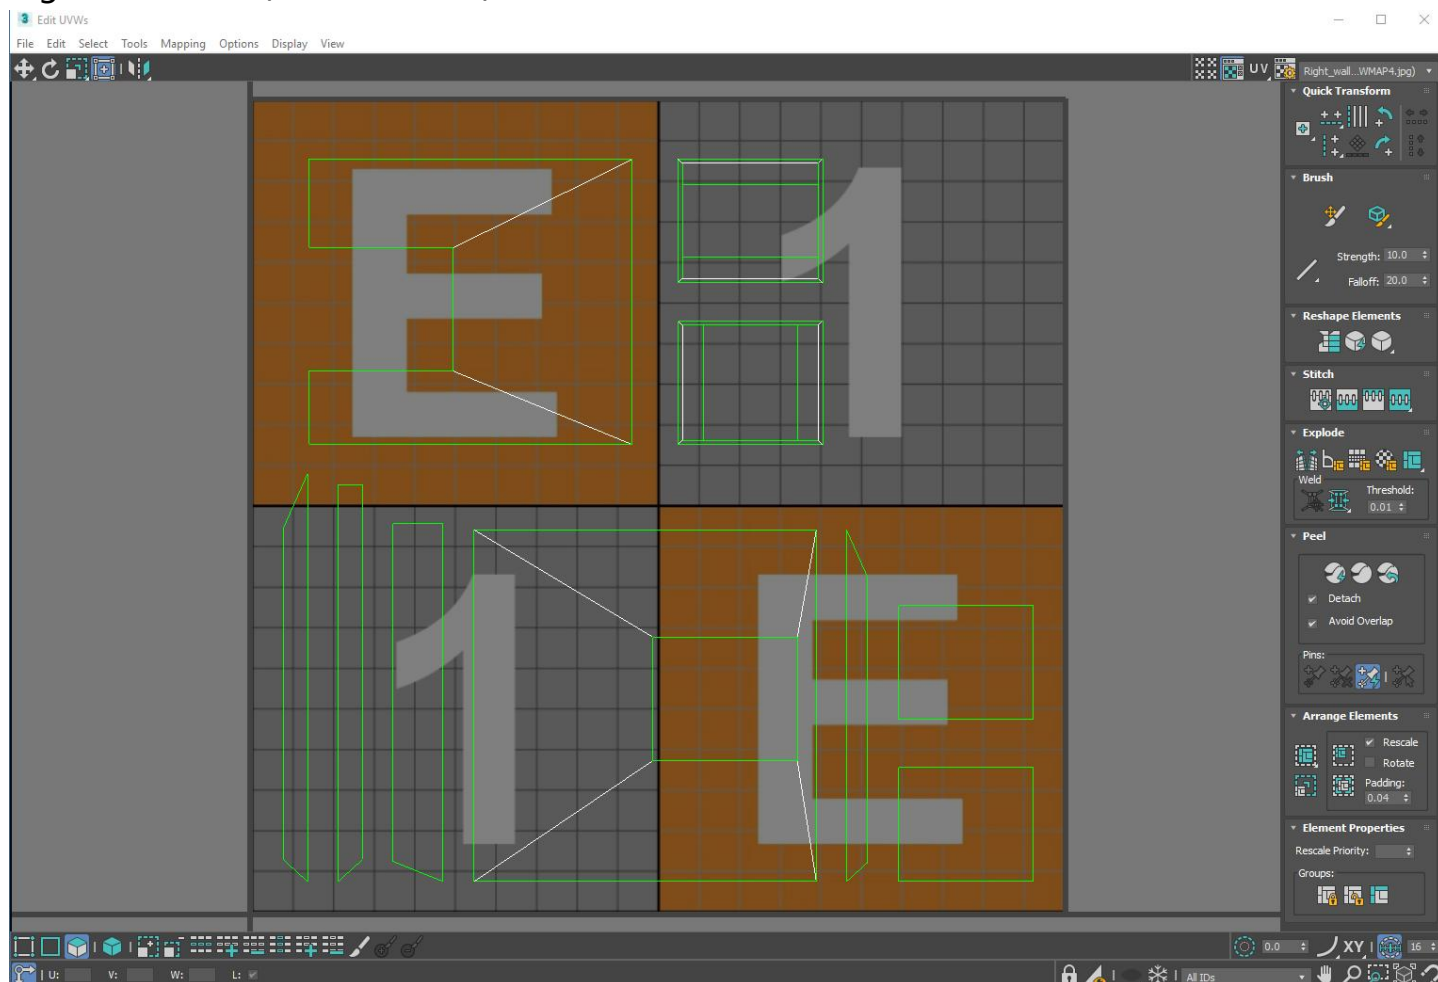 3 Edit UVWs
File Edit Select Tools Mapping Options Display View
UV
Right_wall...WMAP4.jpg)
Quick Transform
Brush
Strength: 10.0
Falloff: 20.0
Reshape Elements
Stitch
Explode
Weld
Threshold:
0.01
Peel
Detach
Avoid Overlap
Pins:
Arrange Elements
Rescale
Rotate
Padding:
0.04
Element Properties
Rescale Priority:
Groups:
E 1
1 E
0.0 XY 16
U: V: W: L: All IDs